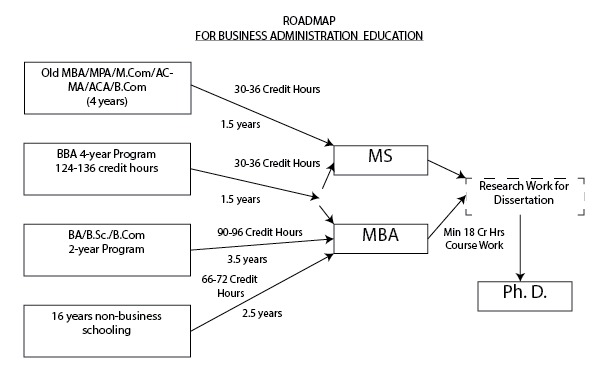 ROADMAP
FOR BUSINESS ADMINISTRATION EDUCATION
Old MBA/MPA/M.Com/AC-
MA/ACA/B.Com
(4 years)
30-36 Credit Hours
1.5 years
BBA 4-year Program
124-136 credit hours
30-36 Credit Hours
1.5 years
MS
Research Work for
Dissertation
BA/B.Sc./B.Com
2-year Program
90-96 Credit Hours
3.5 years
MBA
Min 18 Cr Hrs
Course Work
66-72 Credit
Hours
2.5 years
16 years non-business
schooling
Ph. D.